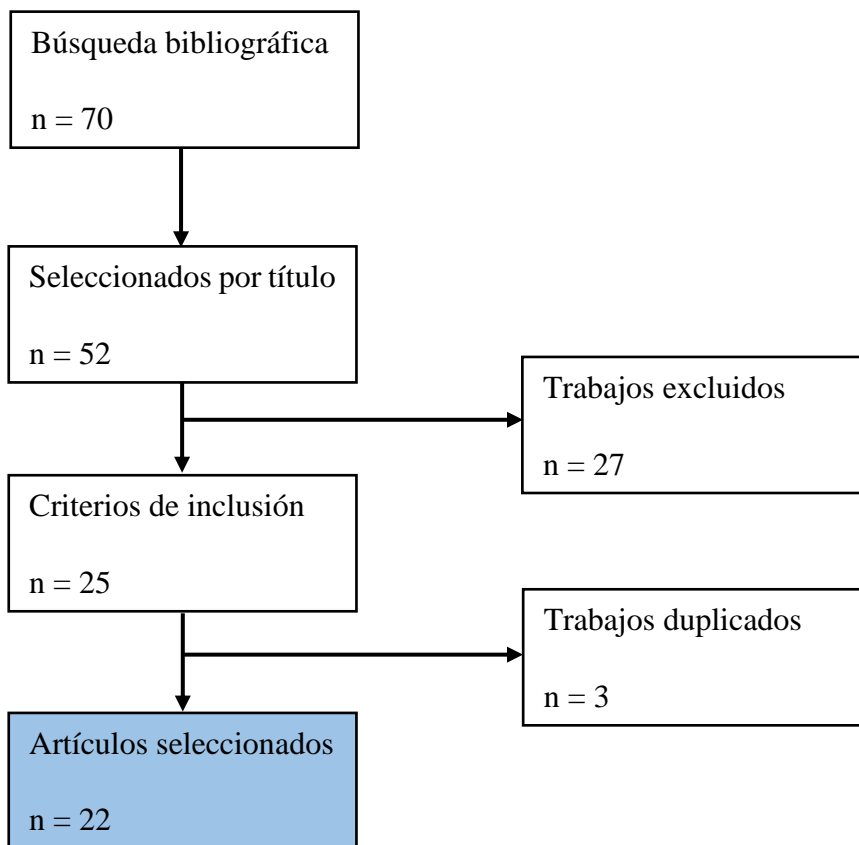 Búsqueda bibliográfica
n = 70
Seleccionados por título
n = 52
Trabajos excluidos
n = 27
Criterios de inclusión
n = 25
Trabajos duplicados
n = 3
Artículos seleccionados
n = 22